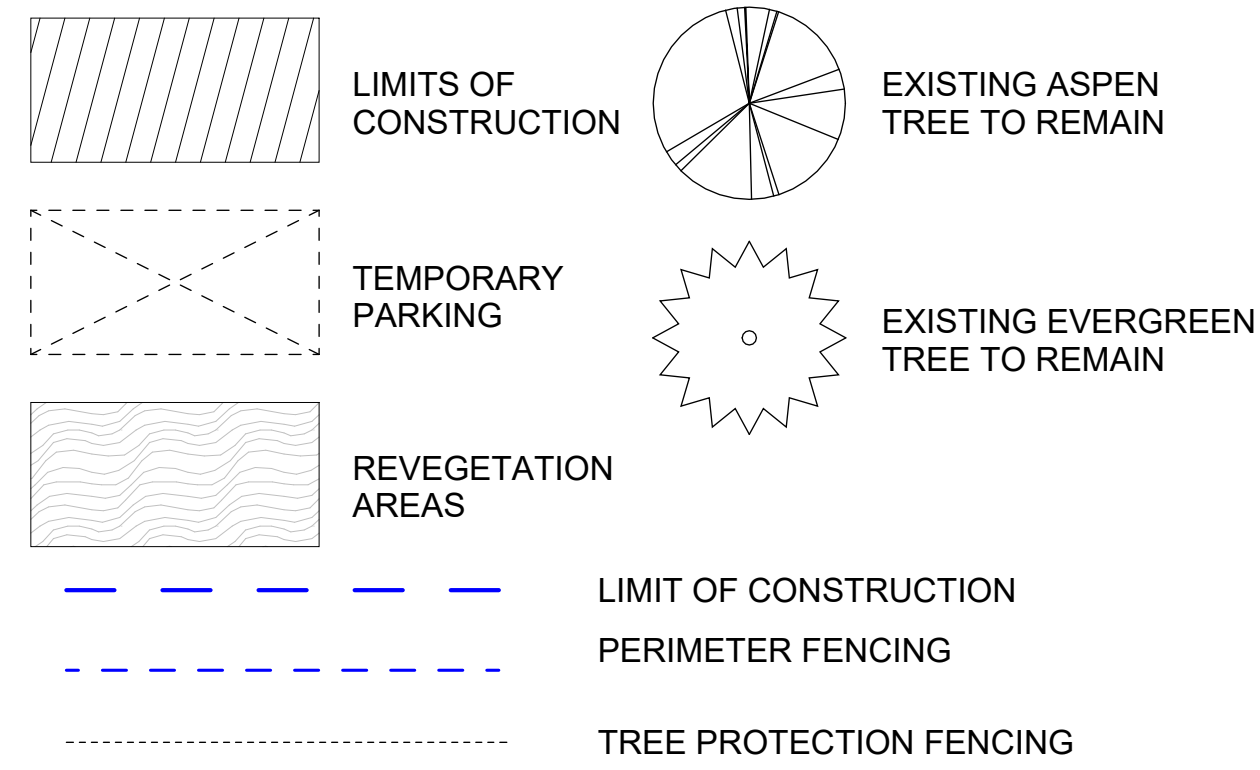 LIMITS OF
CONSTRUCTION
TEMPORARY
PARKING
REVEGETATION
AREAS
EXISTING ASPEN
TREE TO REMAIN
EXISTING EVERGREEN
TREE TO REMAIN
LIMIT OF CONSTRUCTION
PERIMETER FENCING
TREE PROTECTION FENCING